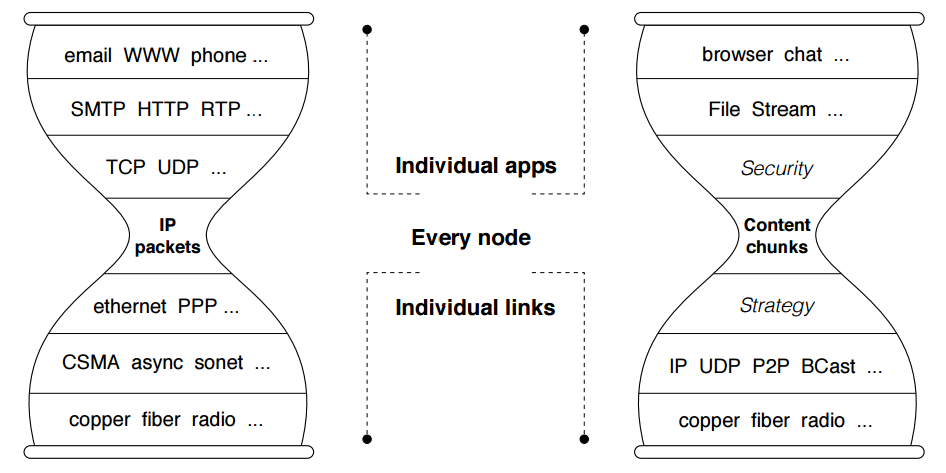 email WWW phone ...
SMTP HTTP RTP ...
TCP UDP ...
IP
packets
ethernet PPP ...
CSMA async sonet ...
copper fiber radio ...
Individual apps
Every node
Individual links
browser chat ...
File Stream ...
Security
Content
chunks
Strategy
IP UDP P2P BCast ...
copper fiber radio ...